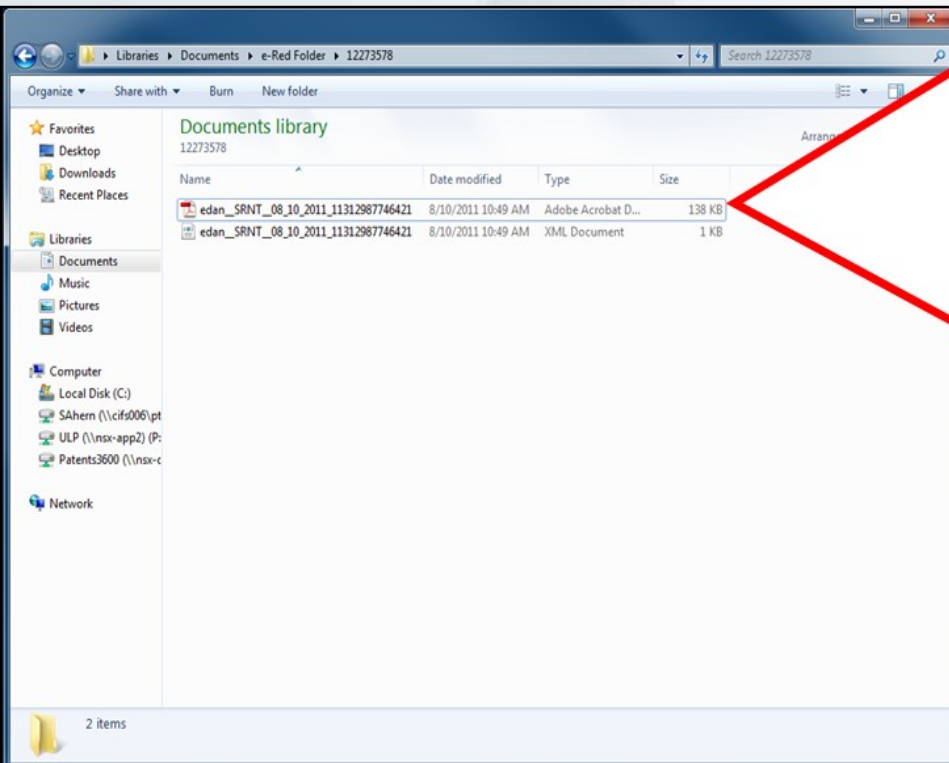 Libraries ▸ Documents ▸ e-Red Folder ▸ 12273578
Search 12273578
Organize ▾ Share with ▾ Burn New folder
Favorites
Desktop
Downloads
Recent Places
Libraries
Documents
Music
Pictures
Videos
Computer
Local Disk (C:)
SAhern (\\cifs006\pt
ULP (\\nsx-app2) (P:
Patents3600 (\\nsx-c
Network
Documents library
12273578
Name Date modified Type Size
edan__SRNT__08_10_2011_11312987746421 8/10/2011 10:49 AM Adobe Acrobat D... 138 KB
edan__SRNT__08_10_2011_11312987746421 8/10/2011 10:49 AM XML Document 1 KB
2 items